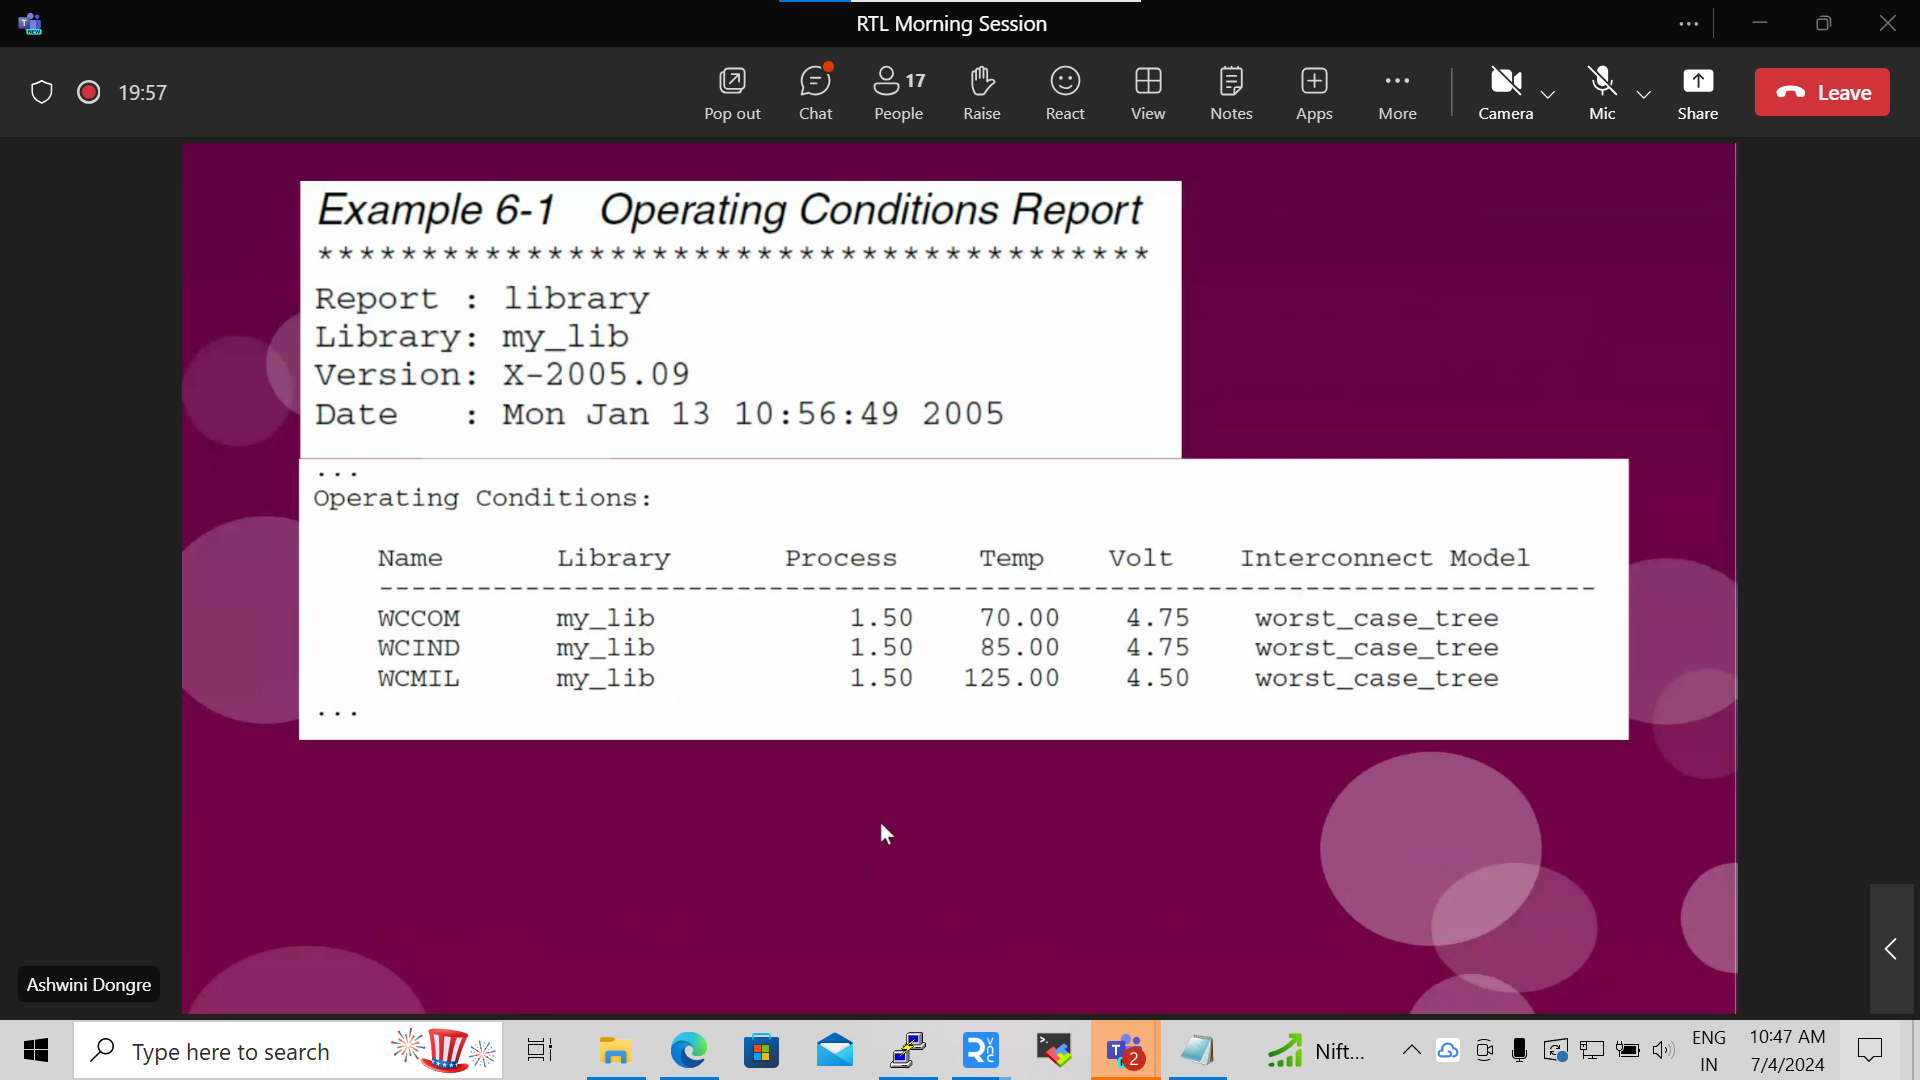 RTL Morning Session
19:57
Pop out
Chat
People 17
Raise
React
View
Notes
Apps
More
Camera
Mic
Share
Leave
Example 6-1 Operating Conditions Report
****************************************
Report : library
Library: my_lib
Version: X-2005.09
Date : Mon Jan 13 10:56:49 2005
...
Operating Conditions:
Name Library Process Temp Volt Interconnect Model
--------------------------------------------------------------------------
WCCOM my_lib 1.50 70.00 4.75 worst_case_tree
WCIND my_lib 1.50 85.00 4.75 worst_case_tree
WCMIL my_lib 1.50 125.00 4.50 worst_case_tree
...
Ashwini Dongre
Type here to search
2
Nift...
ENG
IN
10:47 AM
7/4/2024